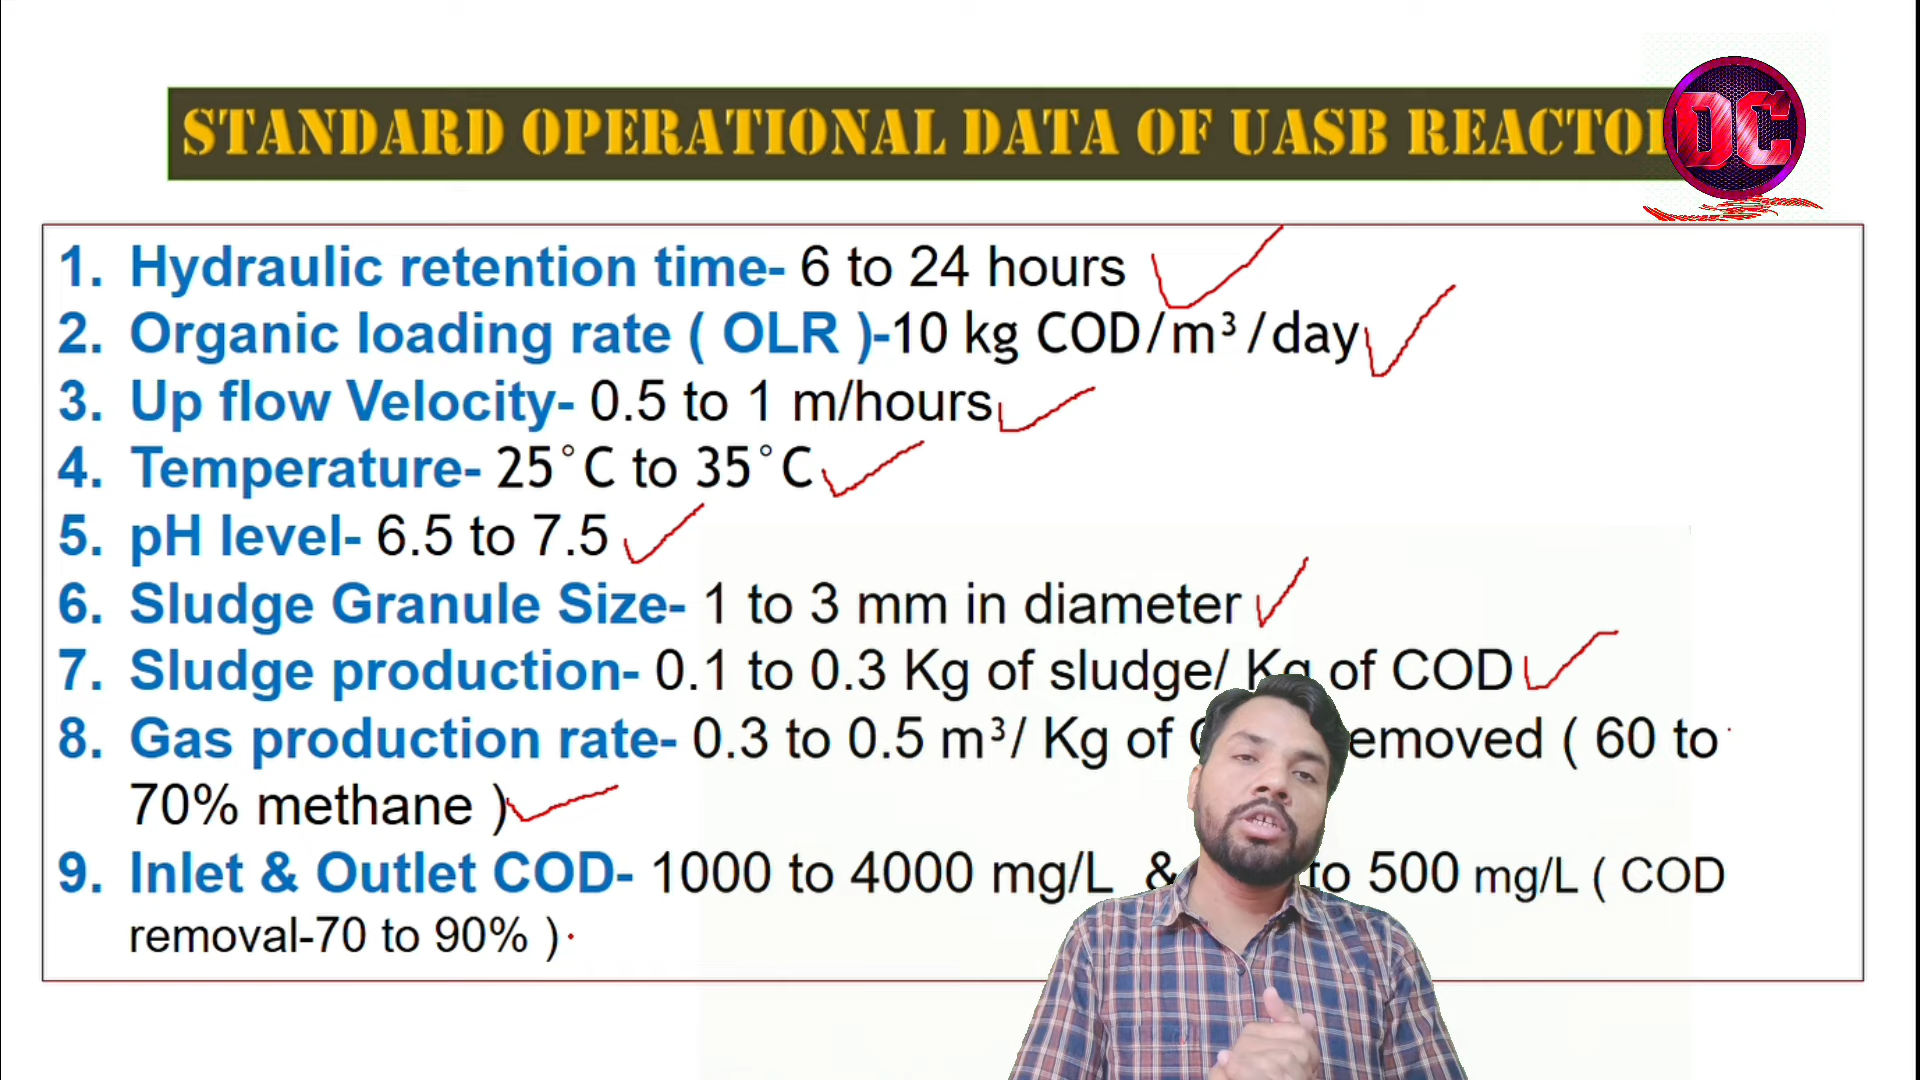 STANDARD OPERATIONAL DATA OF UASB REACTOR
DC
1. Hydraulic retention time- 6 to 24 hours
2. Organic loading rate ( OLR )-10 kg COD/m³/day
3. Up flow Velocity- 0.5 to 1 m/hours
4. Temperature- 25°C to 35°C
5. pH level- 6.5 to 7.5
6. Sludge Granule Size- 1 to 3 mm in diameter
7. Sludge production- 0.1 to 0.3 Kg of sludge/ Kg of COD
8. Gas production rate- 0.3 to 0.5 m³/ Kg of emoved ( 60 to
70% methane )
9. Inlet & Outlet COD- 1000 to 4000 mg/L & to 500 mg/L ( COD
removal-70 to 90% )